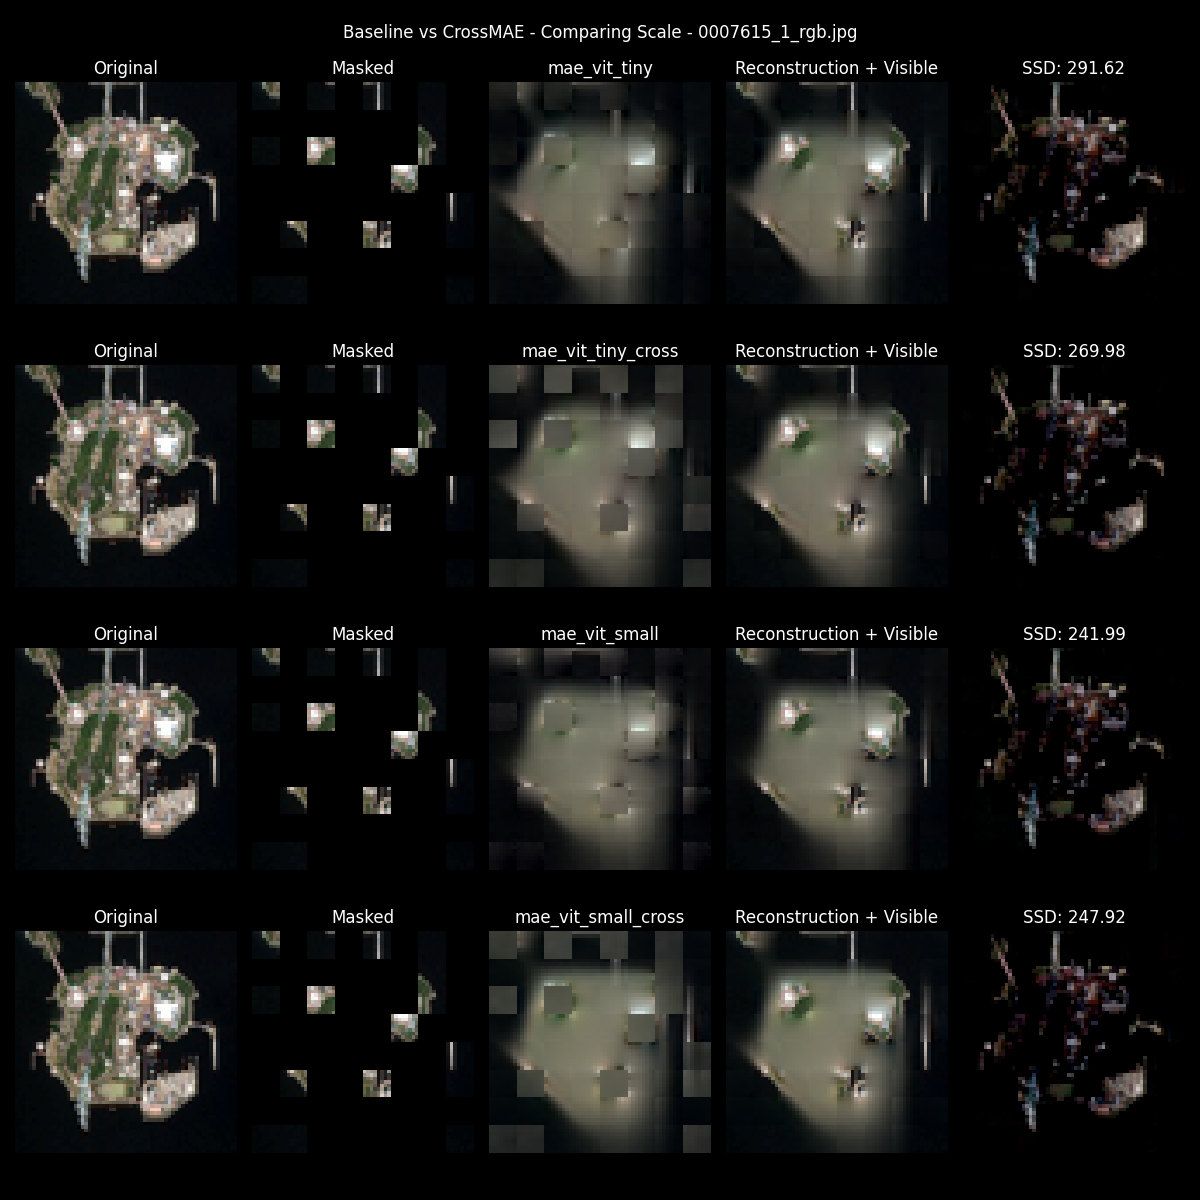 Baseline vs CrossMAE - Comparing Scale - 0007615_1_rgb.jpg
Original Masked mae_vit_tiny Reconstruction + Visible SSD: 291.62
Original Masked mae_vit_tiny_cross Reconstruction + Visible SSD: 269.98
Original Masked mae_vit_small Reconstruction + Visible SSD: 241.99
Original Masked mae_vit_small_cross Reconstruction + Visible SSD: 247.92